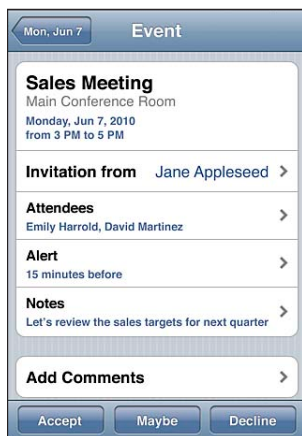 Mon, Jun 7 Event
Sales Meeting
Main Conference Room
Monday, Jun 7, 2010
from 3 PM to 5 PM
Invitation from Jane Appleseed
Attendees
Emily Harrold, David Martinez
Alert
15 minutes before
Notes
Let's review the sales targets for next quarter
Add Comments
Accept Maybe Decline